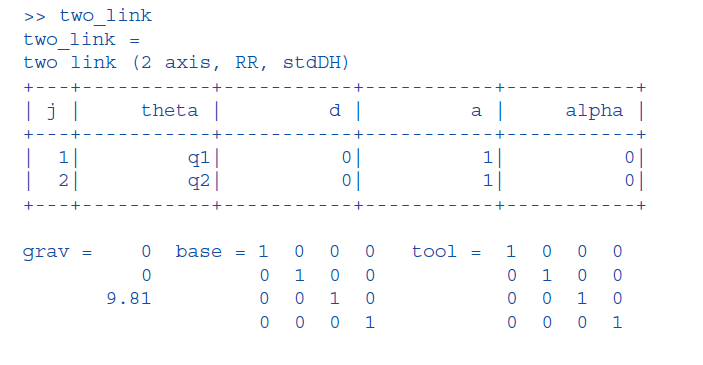 >> two_link
two_link =
two link (2 axis, RR, stdDH)
+---+-----------+-----------+-----------+-----------+
| j |     theta |         d |         a |     alpha |
+---+-----------+-----------+-----------+-----------+
|  1|         q1|          0|          1|          0|
|  2|         q2|          0|          1|          0|
+---+-----------+-----------+-----------+-----------+
grav =    0  base = 1  0  0  0   tool =  1  0  0  0
          0         0  1  0  0           0  1  0  0
       9.81         0  0  1  0           0  0  1  0
                    0  0  0  1           0  0  0  1